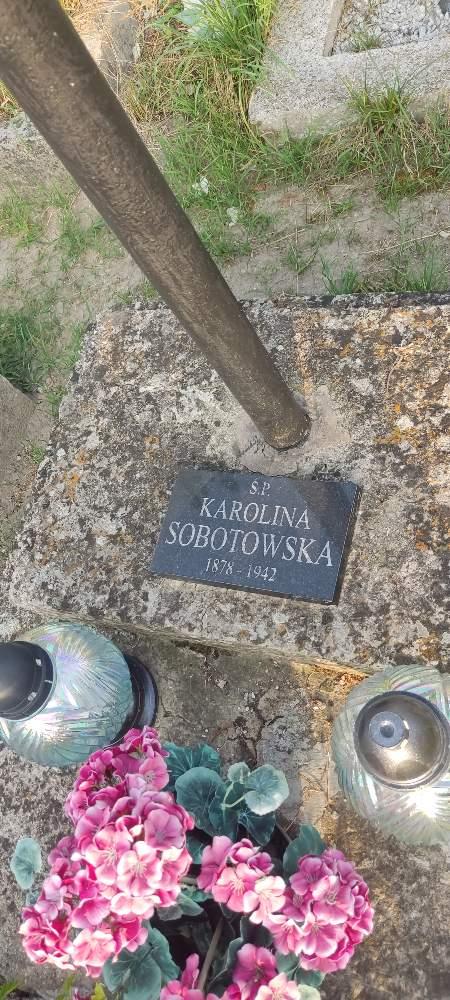 Ś.P.
KAROLINA
SOBOTOWSKA
1878 - 1942